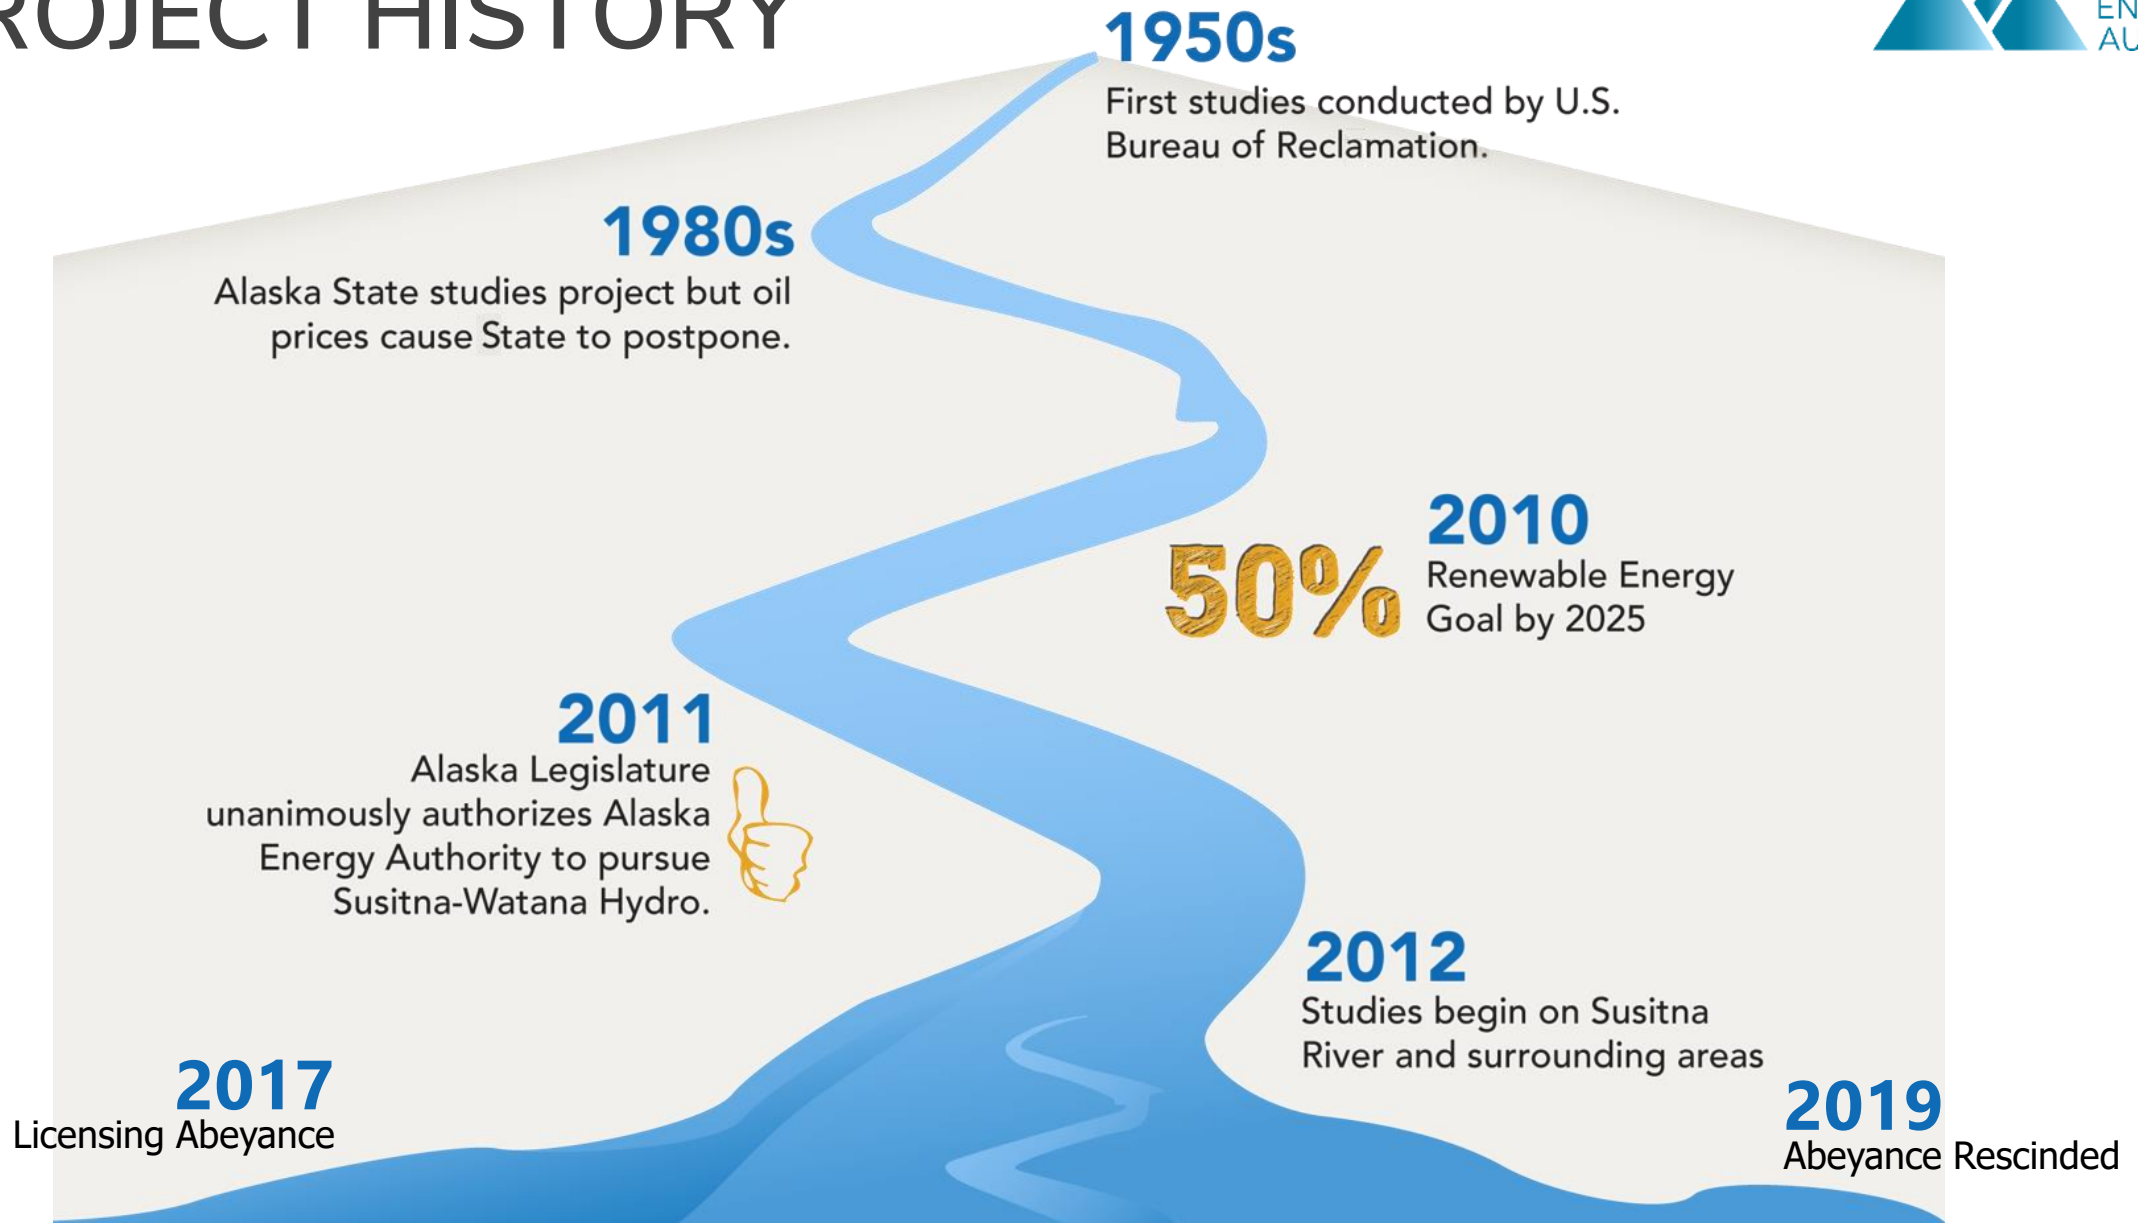 ROJECT HISTORY
EN
AU
1950s
First studies conducted by U.S.
Bureau of Reclamation.
1980s
Alaska State studies project but oil
prices cause State to postpone.
50%
2010
Renewable Energy
Goal by 2025
2011
Alaska Legislature
unanimously authorizes Alaska
Energy Authority to pursue
Susitna-Watana Hydro.
2012
Studies begin on Susitna
River and surrounding areas
2017
Licensing Abeyance
2019
Abeyance Rescinded